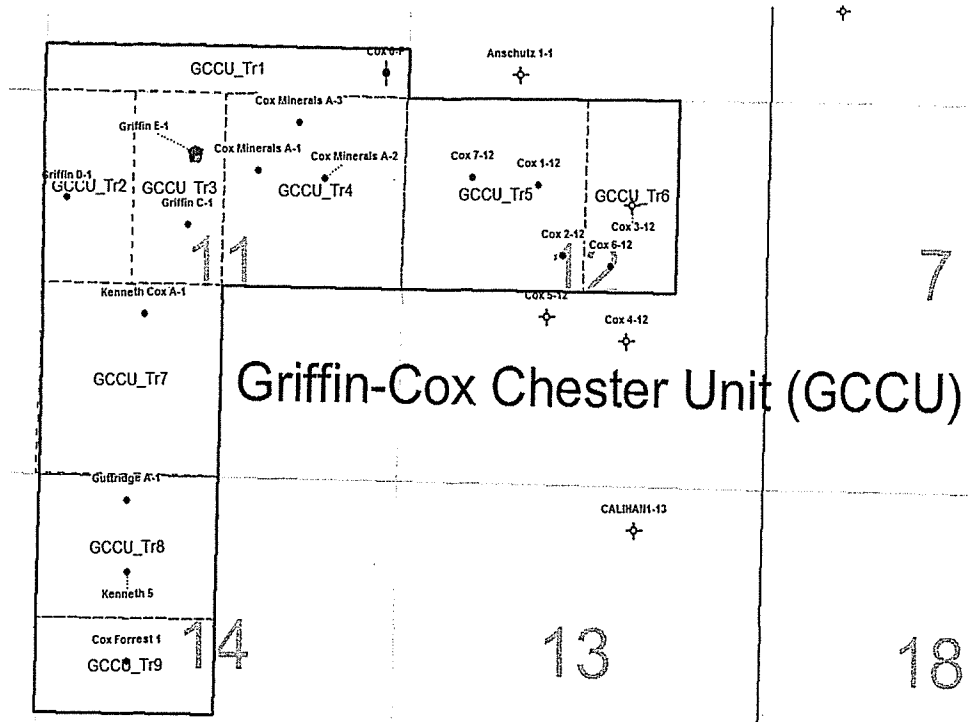 Cox 6-P
Anschutz 1-1
GCCU_Tr1
Cox Minerals A-3
Griffin E-1
Cox Minerals A-1
Cox Minerals A-2
Cox 7-12
Cox 1-12
Griffin D-1
GCCU_Tr2
GCCU_Tr3
GCCU_Tr4
GCCU_Tr5
GCCU_Tr6
Griffin C-1
Cox 3-12
Cox 2-12
Cox 6-12
11
12
7
Kenneth Cox A-1
Cox 5-12
Cox 4-12
GCCU_Tr7
Griffin-Cox Chester Unit (GCCU)
Guttridge A-1
CALIHAN1-13
GCCU_Tr8
Kenneth 5
Cox Forrest 1
14
13
18
GCCU_Tr9